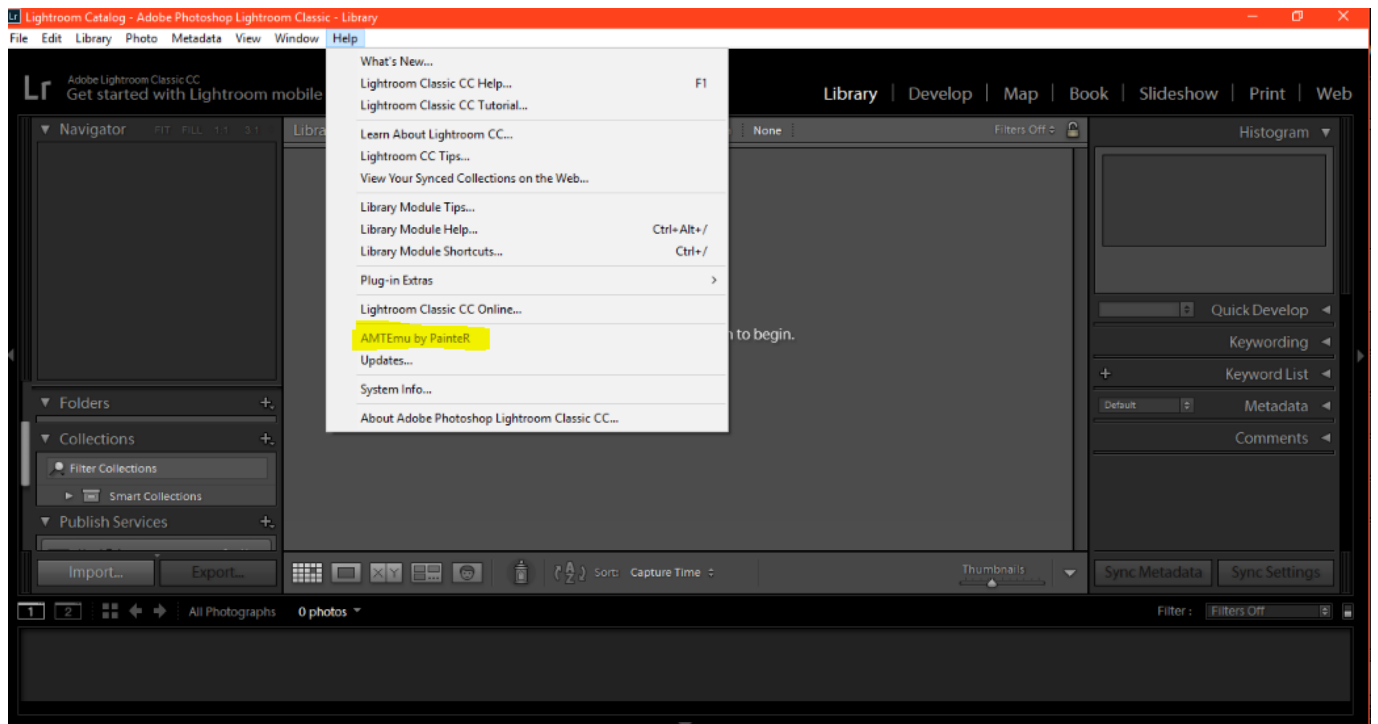 Lr Lightroom Catalog - Adobe Photoshop Lightroom Classic - Library
File Edit Library Photo Metadata View Window Help
What's New...
Lightroom Classic CC Help... F1
Lightroom Classic CC Tutorial...
Learn About Lightroom CC...
Lightroom CC Tips...
View Your Synced Collections on the Web...
Library Module Tips...
Library Module Help... Ctrl+Alt+/
Library Module Shortcuts... Ctrl+/
Plug-in Extras
Lightroom Classic CC Online...
AMTEmu by PainteR
Updates...
System Info...
About Adobe Photoshop Lightroom Classic CC...
Lr Adobe Lightroom Classic CC
Get started with Lightroom mobile
Library | Develop | Map | Book | Slideshow | Print | Web
Navigator FIT FILL 1:1 3:1
Libra
None
Filters Off
Histogram
to begin.
Quick Develop
Keywording
+ Keyword List
Default Metadata
Comments
Folders +
Collections +
Filter Collections
Smart Collections
Publish Services +
Import... Export...
X Y
A Z Sort: Capture Time
Thumbnails
Sync Metadata Sync Settings
1 2 All Photographs 0 photos
Filter : Filters Off